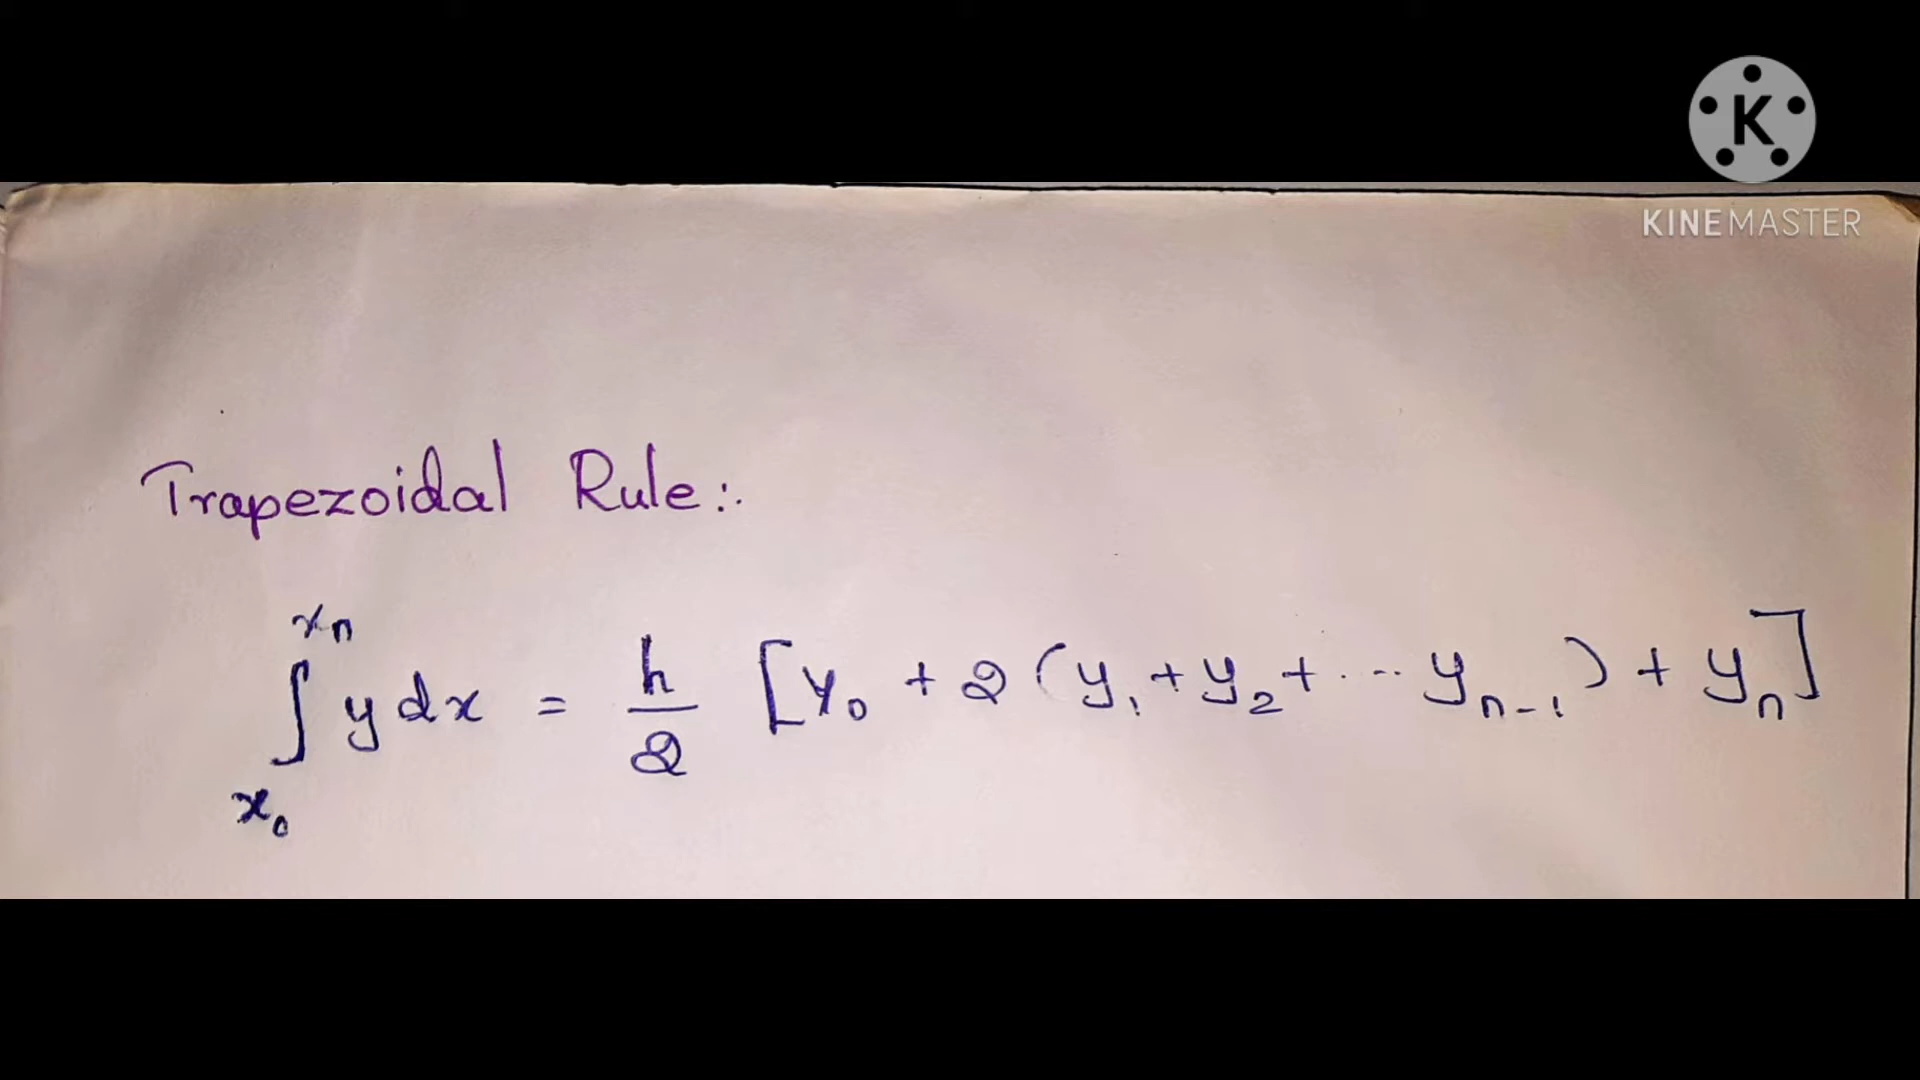 K
KINEMASTER
Trapezoidal Rule:.
∫_{x₀}^{xₙ} y dx = h/2 [y₀ + 2 (y₁ + y₂ + ... yₙ₋₁) + yₙ]